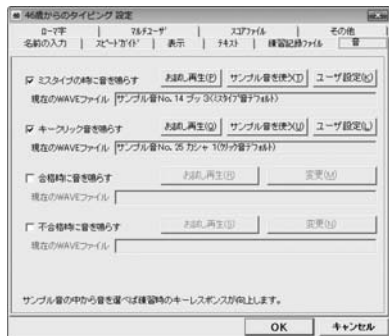 46歳からのタイピング 設定
ローマ字 マルチユーザ スコアファイル その他
名前の入力 スピードガイド 表示 テキスト 練習記録ファイル 音
ミスタイプの時に音を鳴らす お試し再生(P) サンプル音を使う(T) ユーザ設定(K)
現在のWAVEファイル サンプル音No. 14 ブッ 3(ミスタイプ音デフォルト)
キークリック音を鳴らす お試し再生(Q) サンプル音を使う(U) ユーザ設定(L)
現在のWAVEファイル サンプル音No. 25 カシャ 1(クリック音デフォルト)
合格時に音を鳴らす お試し再生(R) 変更(M)
現在のWAVEファイル
不合格時に音を鳴らす お試し再生(S) 変更(N)
現在のWAVEファイル
サンプル音の中から音を選べば練習時のキーレスポンスが向上します。
OK キャンセル